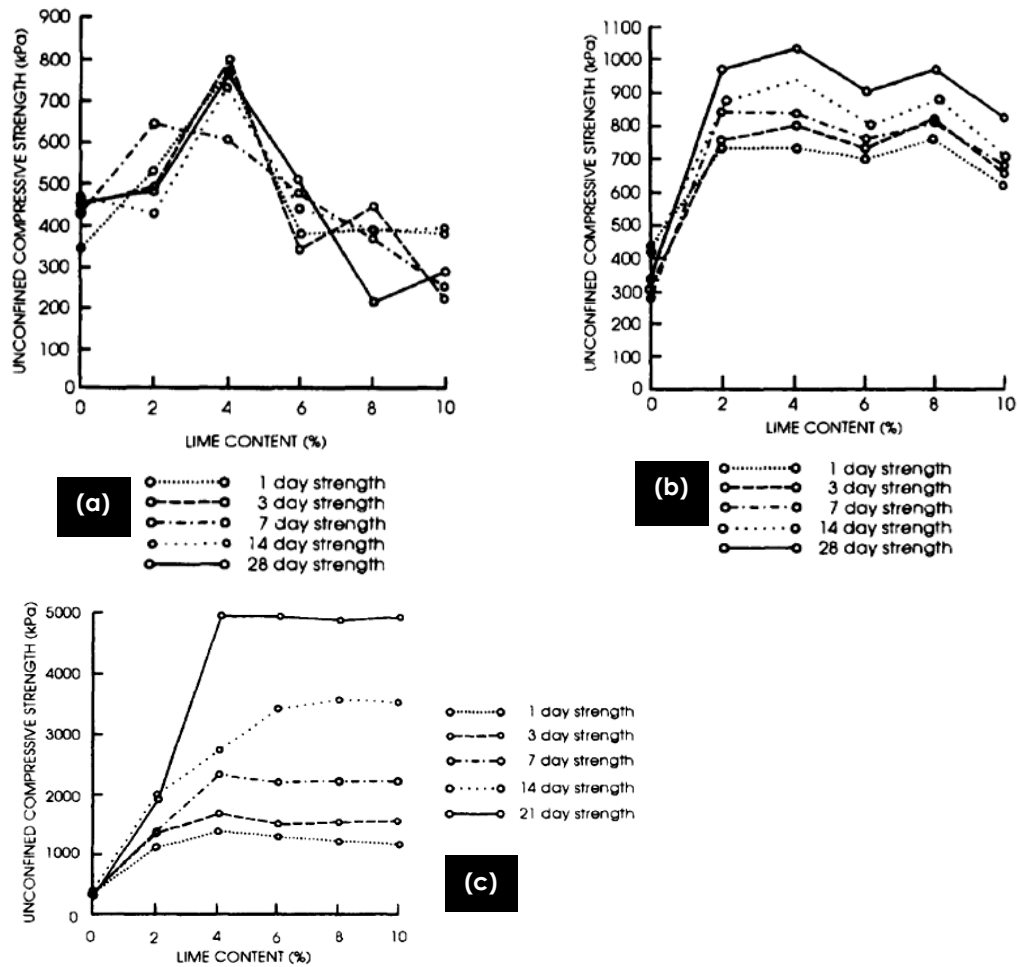 UNCONFINED COMPRESSIVE STRENGTH (kPa)
900
800
700
600
500
400
300
200
100
0
0 2 4 6 8 10
LIME CONTENT (%)
(a)
1 day strength
3 day strength
7 day strength
14 day strength
28 day strength
UNCONFINED COMPRESSIVE STRENGTH (kPa)
1100
1000
900
800
700
600
500
400
300
200
100
0
0 2 4 6 8 10
LIME CONTENT (%)
(b)
1 day strength
3 day strength
7 day strength
14 day strength
28 day strength
UNCONFINED COMPRESSIVE STRENGTH (kPa)
5000
4000
3000
2000
1000
0
0 2 4 6 8 10
LIME CONTENT (%)
1 day strength
3 day strength
7 day strength
14 day strength
21 day strength
(c)